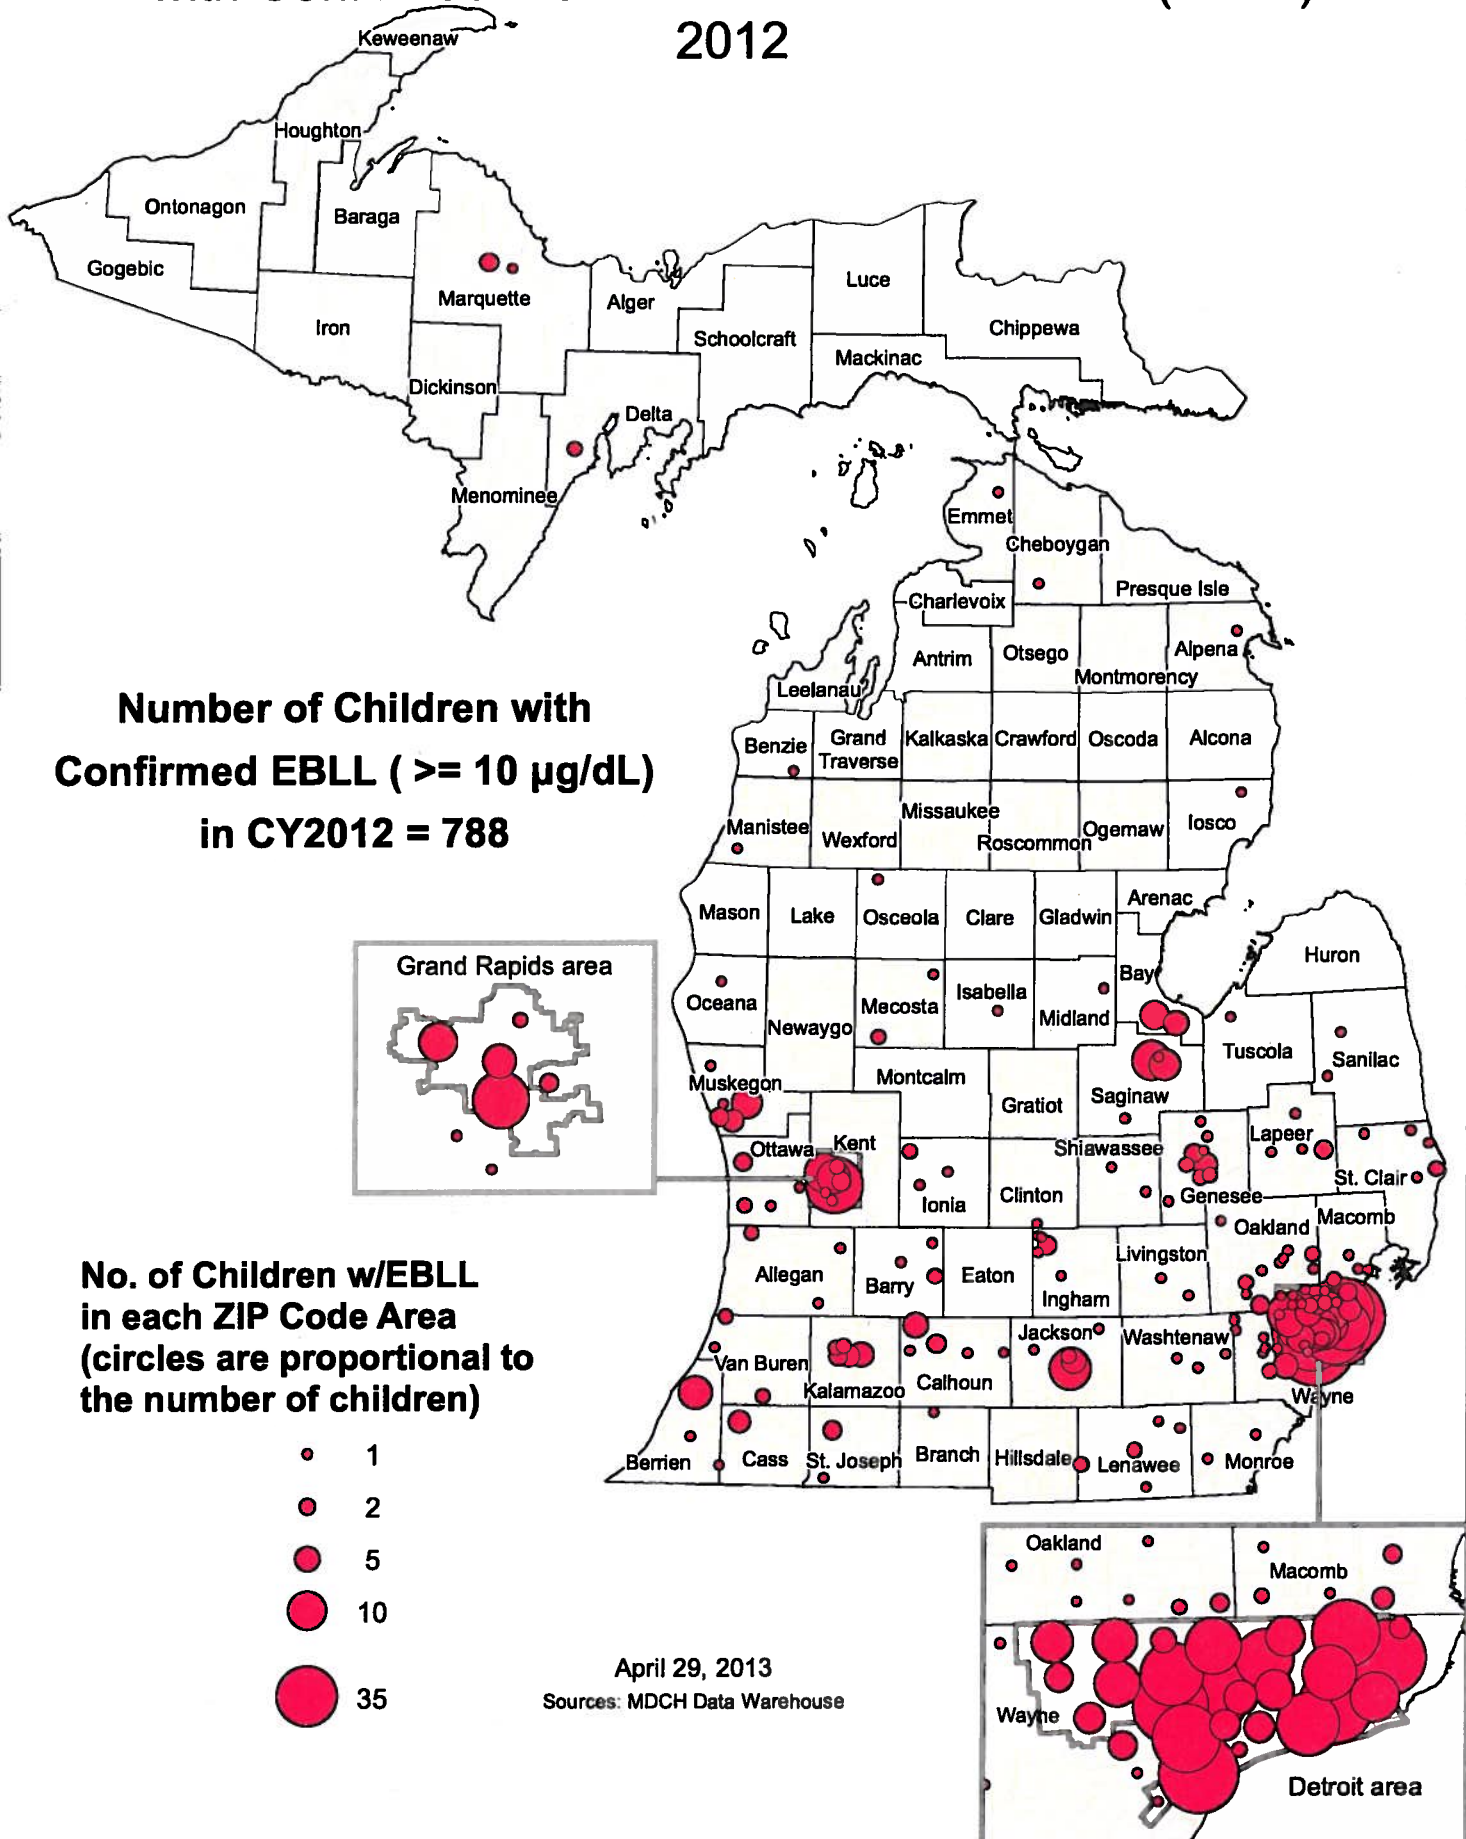 2012
Keweenaw
Houghton
Ontonagon
Baraga
Gogebic
Marquette
Alger
Luce
Iron
Schoolcraft
Chippewa
Mackinac
Dickinson
Delta
Menominee
Emmet
Cheboygan
Presque Isle
Charlevoix
Antrim
Otsego
Alpena
Montmorency
Leelanau
Number of Children with
Confirmed EBLL ( >= 10 µg/dL)
in CY2012 = 788
Benzie
Grand
Traverse
Kalkaska
Crawford
Oscoda
Alcona
Manistee
Wexford
Missaukee
Roscommon
Ogemaw
Iosco
Mason
Lake
Osceola
Clare
Gladwin
Arenac
Huron
Grand Rapids area
Oceana
Newaygo
Mecosta
Isabella
Midland
Bay
Tuscola
Sanilac
Muskegon
Montcalm
Gratiot
Saginaw
Ottawa
Kent
Ionia
Clinton
Shiawassee
Genesee
Lapeer
St. Clair
Oakland
Macomb
Allegan
Barry
Eaton
Ingham
Livingston
No. of Children w/EBLL
in each ZIP Code Area
(circles are proportional to
the number of children)
1
2
5
10
35
Van Buren
Kalamazoo
Calhoun
Jackson
Washtenaw
Wayne
Berrien
Cass
St. Joseph
Branch
Hillsdale
Lenawee
Monroe
Oakland
Macomb
Wayne
Detroit area
April 29, 2013
Sources: MDCH Data Warehouse